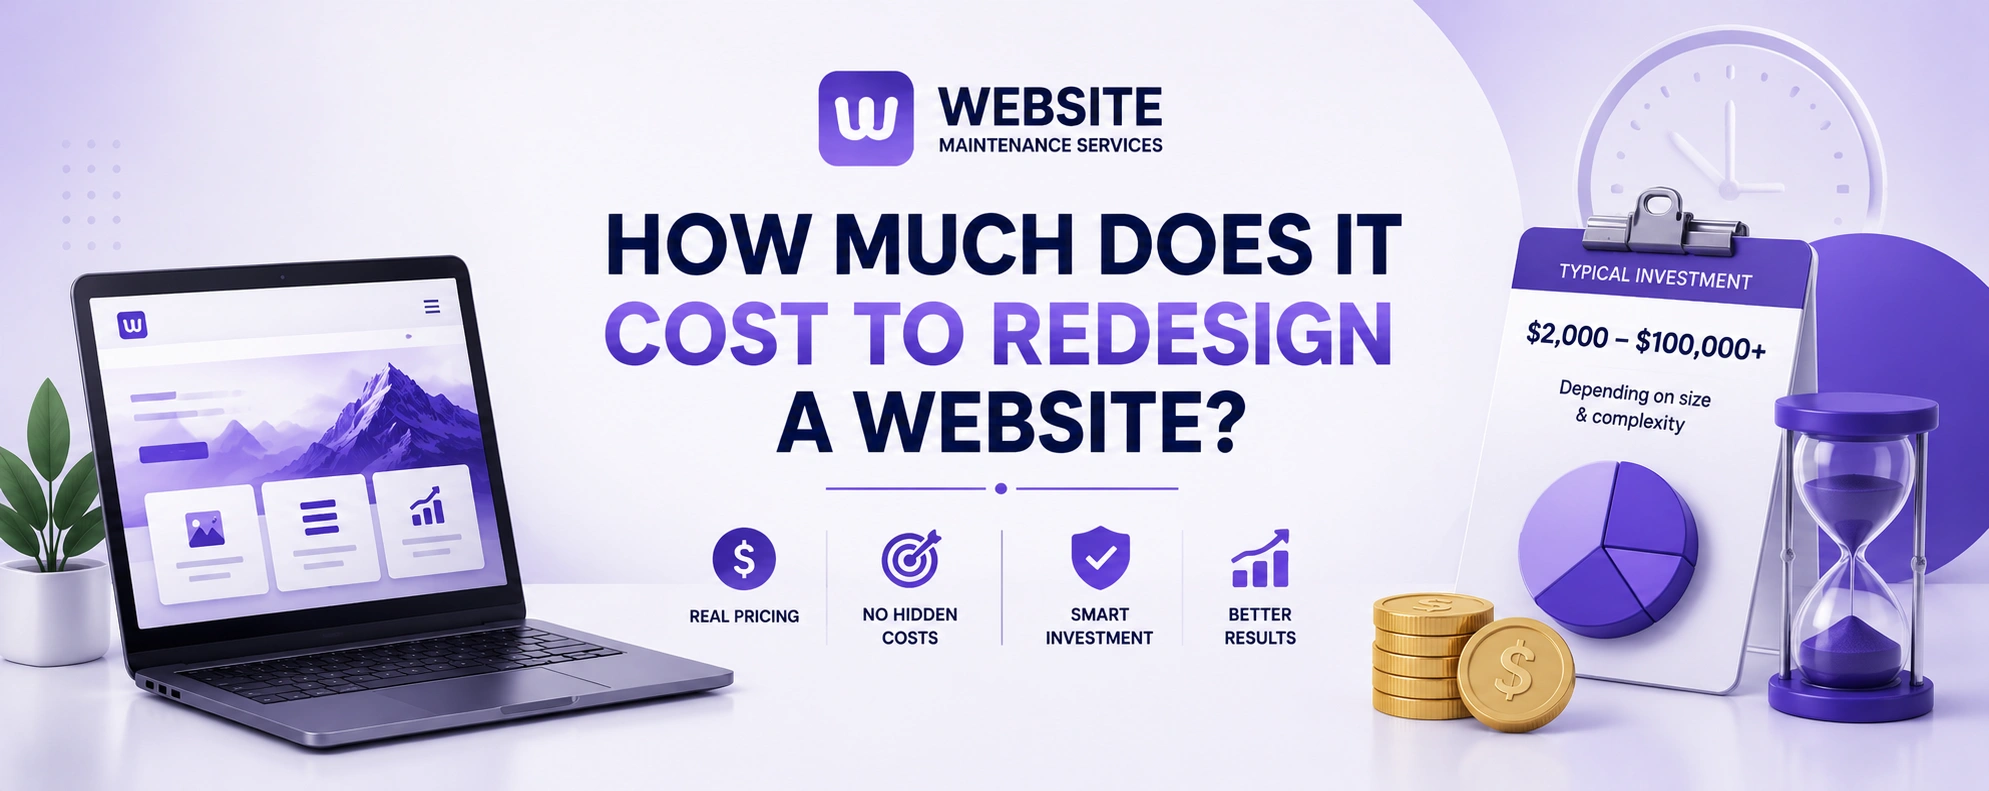 W
WEBSITE
MAINTENANCE SERVICES
HOW MUCH DOES IT
COST TO REDESIGN
A WEBSITE?
$
REAL PRICING
NO HIDDEN
COSTS
SMART
INVESTMENT
BETTER
RESULTS
W
TYPICAL INVESTMENT
$2,000 – $100,000+
Depending on size
& complexity
$
$